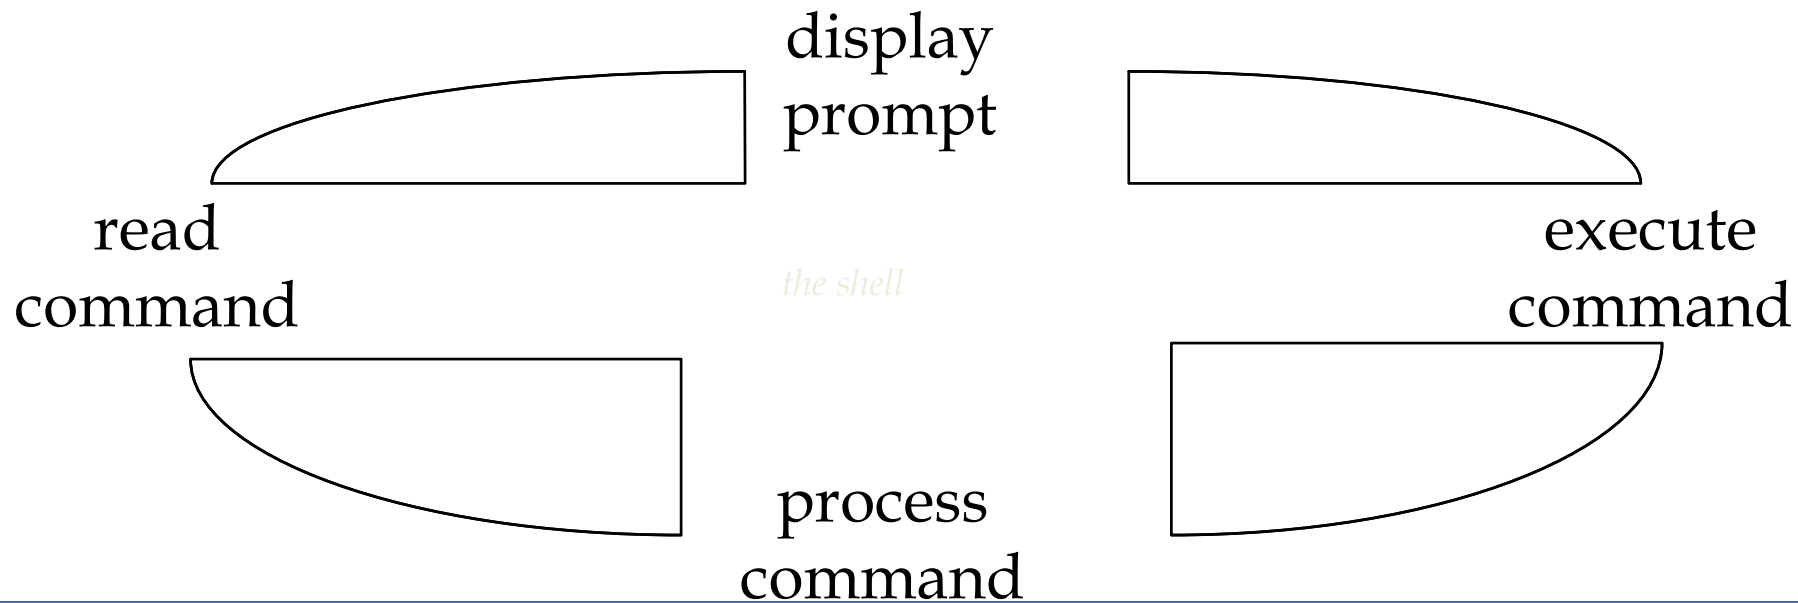 display
prompt
read
command
execute
command
the shell
process
command